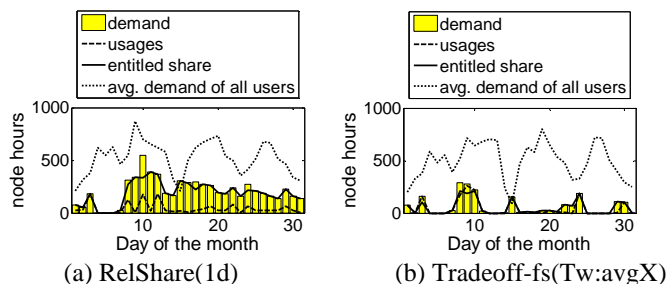 demand
usages
entitled share
avg. demand of all users
1000
500
0
node hours
10
20
30
Day of the month
(a) RelShare(1d)
demand
usages
entitled share
avg. demand of all users
1000
500
0
node hours
10
20
30
Day of the month
(b) Tradeoff-fs(Tw:avgX)